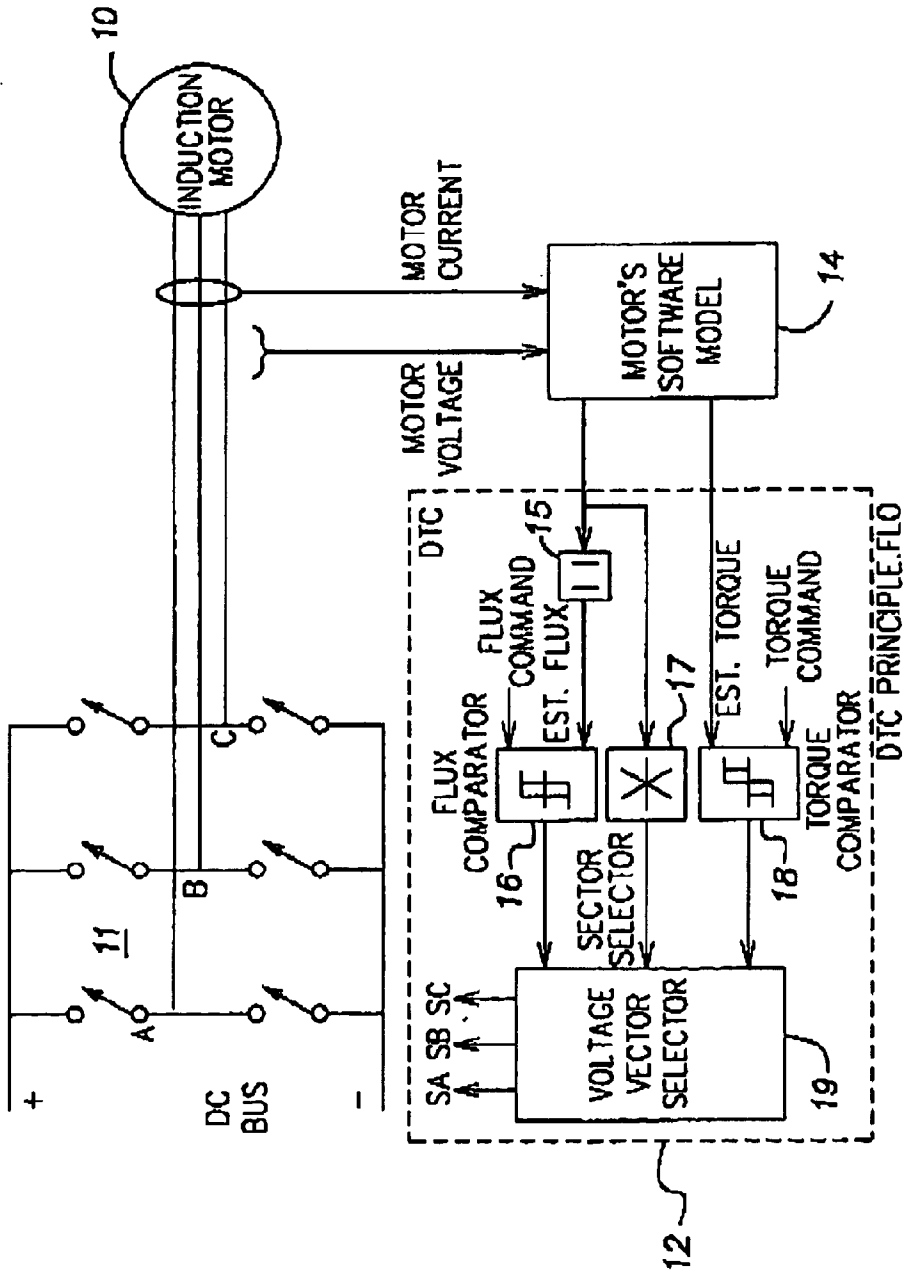 10
INDUCTION
MOTOR
+
DC
BUS
−
11
A
B
C
MOTOR
VOLTAGE
MOTOR
CURRENT
MOTOR'S
SOFTWARE
MODEL
14
DTC
15
FLUX
COMMAND
EST. FLUX
FLUX
COMPARATOR
16
17
SECTOR
SELECTOR
EST. TORQUE
TORQUE
COMMAND
18
TORQUE
COMPARATOR
SA SB SC
VOLTAGE
VECTOR
SELECTOR
19
12
DTC PRINCIPLE.FLO